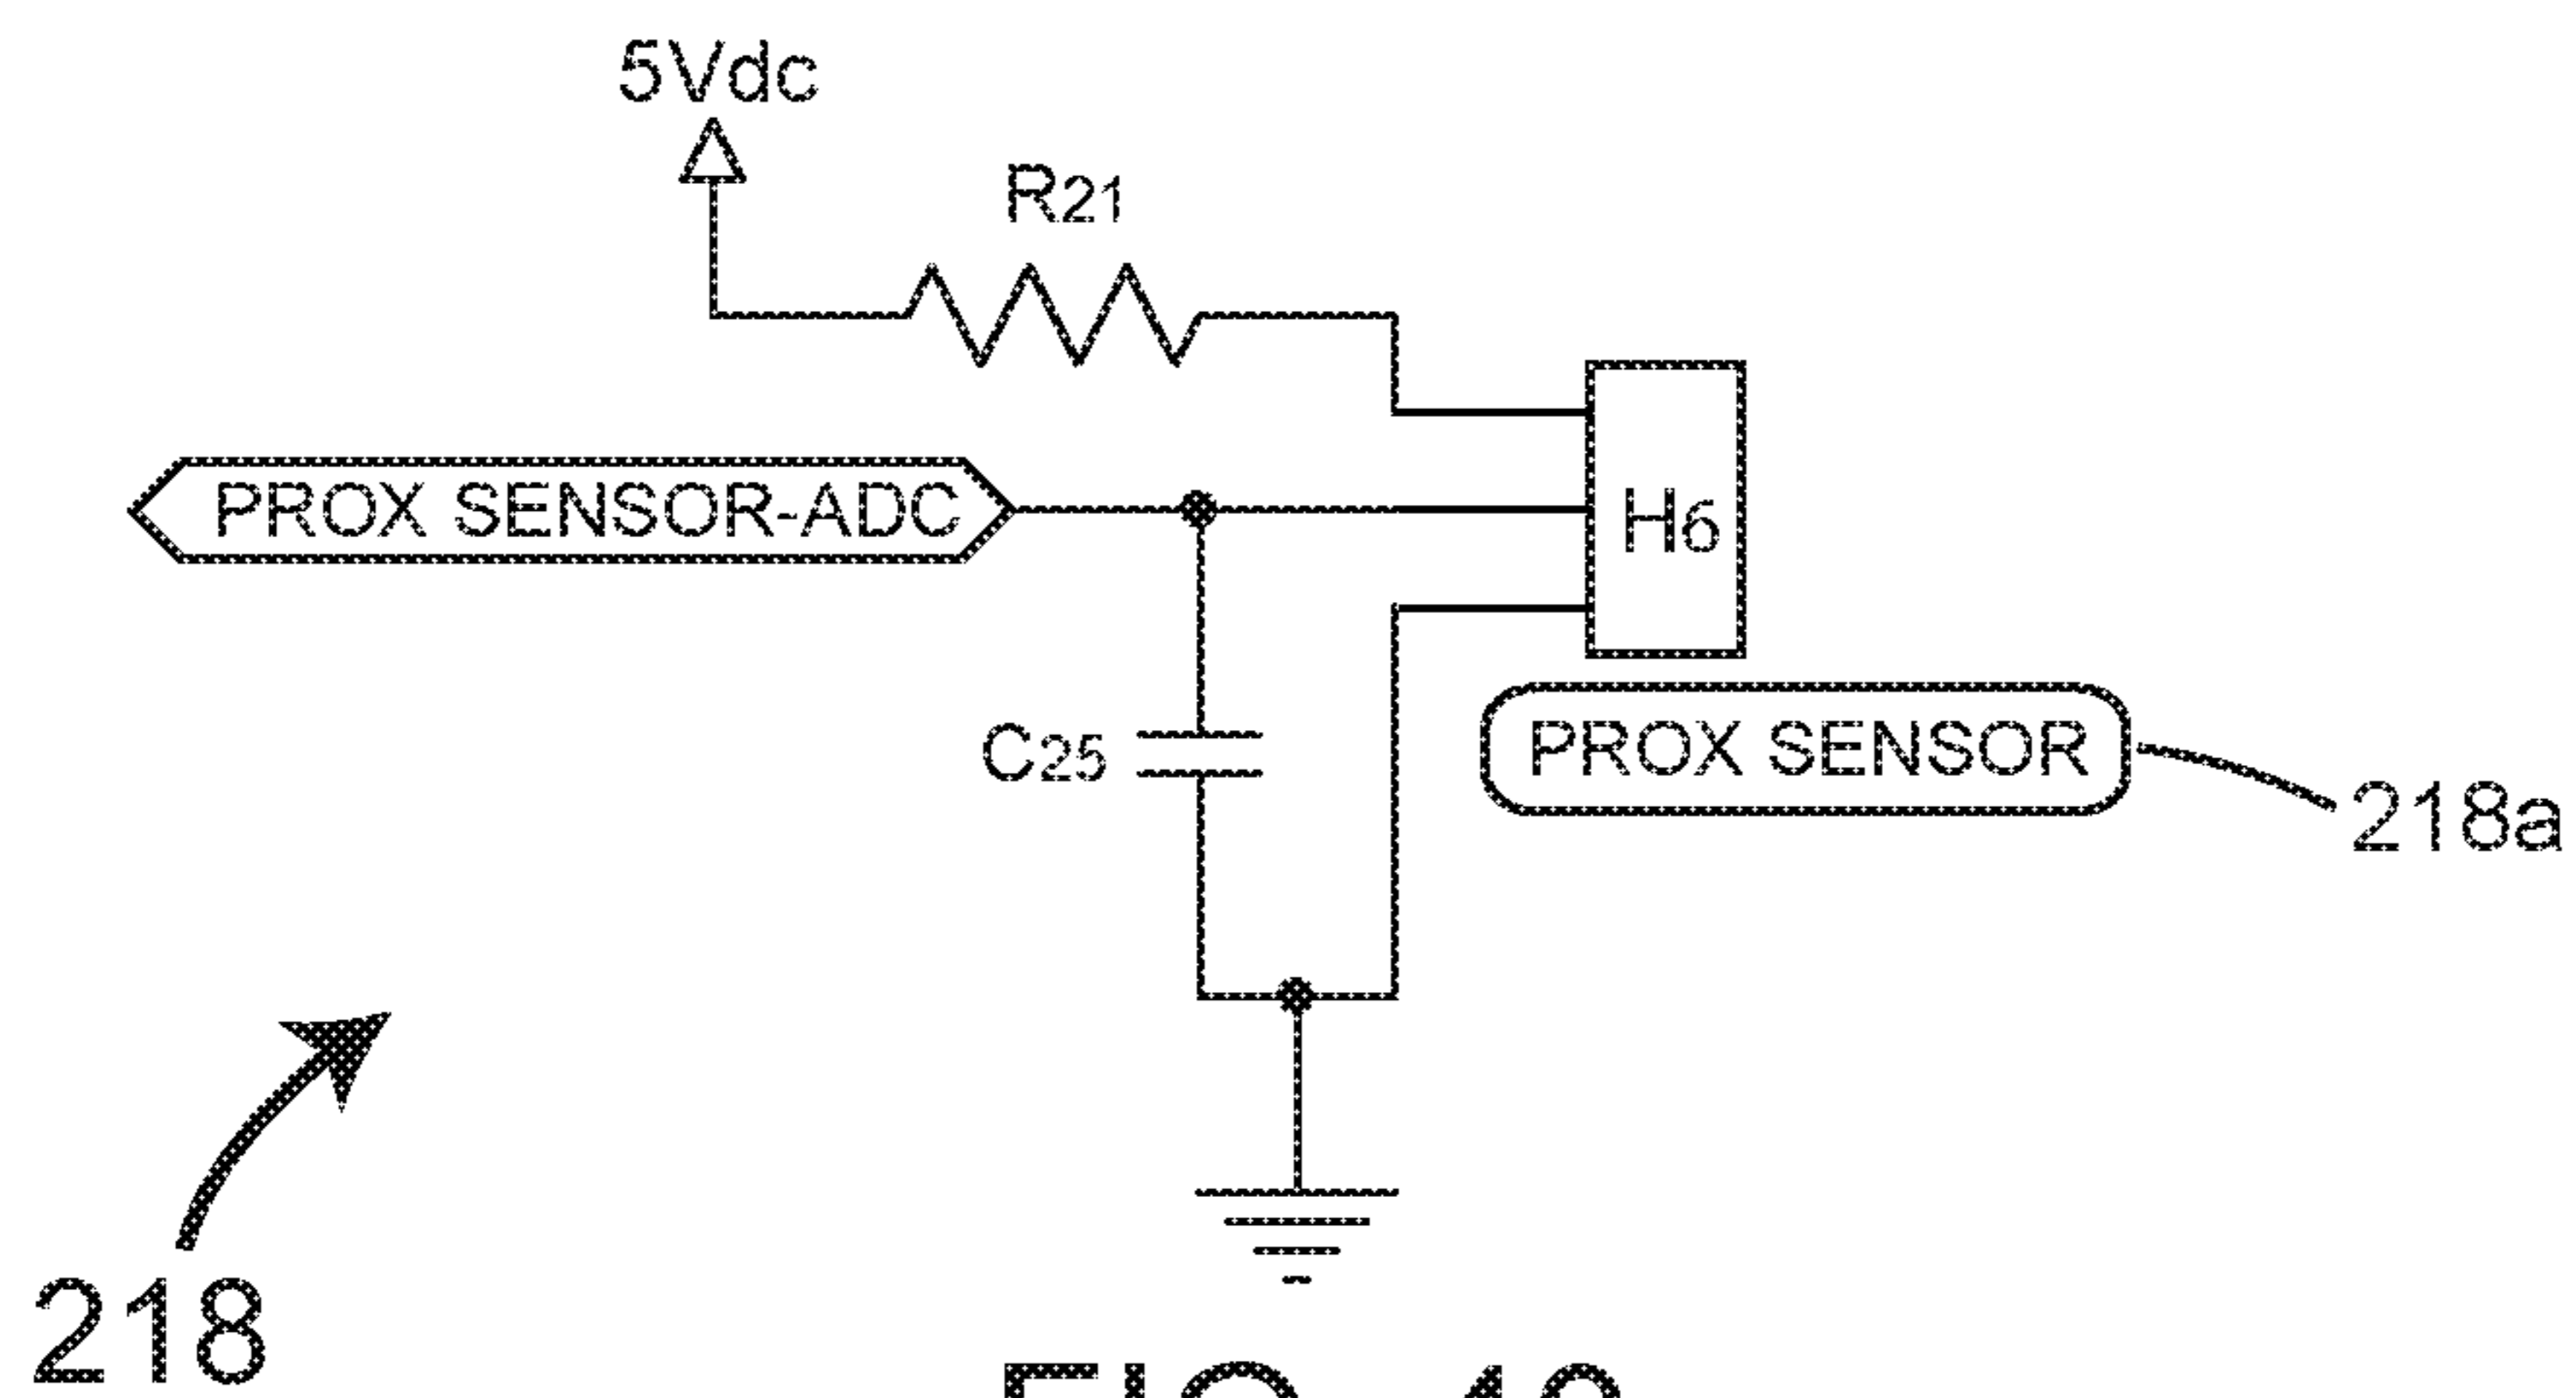 5Vdc
R21
PROX SENSOR-ADC
H6
C25
PROX SENSOR
218a
218